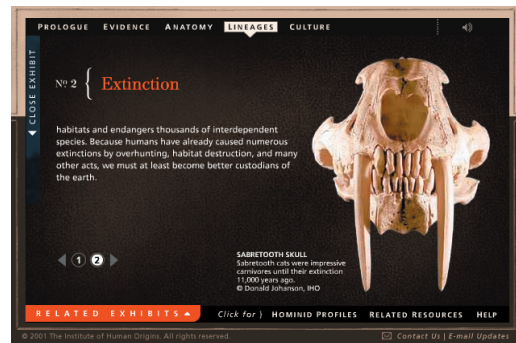 PROLOGUE EVIDENCE ANATOMY LINEAGES CULTURE
CLOSE EXHIBIT
Nº 2 { Extinction
habitats and endangers thousands of interdependent
species. Because humans have already caused numerous
extinctions by overhunting, habitat destruction, and many
other acts, we must at least become better custodians of
the earth.
1 2
SABRETOOTH SKULL
Sabretooth cats were impressive
carnivores until their extinction
11,000 years ago.
© Donald Johanson, IHO
RELATED EXHIBITS Click for ) HOMINID PROFILES RELATED RESOURCES HELP
© 2001 The Institute of Human Origins. All rights reserved. Contact Us | E-mail Updates